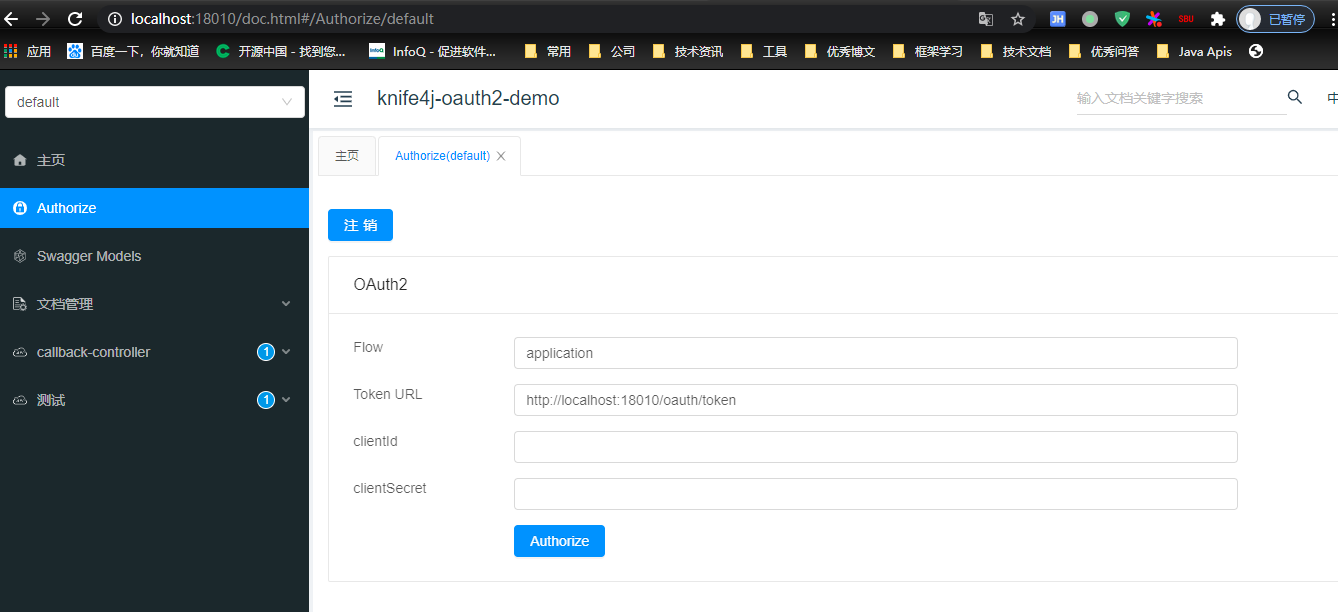 localhost:18010/doc.html#/Authorize/default
JH
SBU
已暂停
应用 百度一下，你就知道 开源中国 - 找到您... InfoQ InfoQ - 促进软件... 常用 公司 技术资讯 工具 优秀博文 框架学习 技术文档 优秀问答 Java Apis
default
knife4j-oauth2-demo
输入文档关键字搜索
中
主页
Authorize
Swagger Models
文档管理
callback-controller 1
测试 1
主页 Authorize(default)
注 销
OAuth2
Flow application
Token URL http://localhost:18010/oauth/token
clientId
clientSecret
Authorize